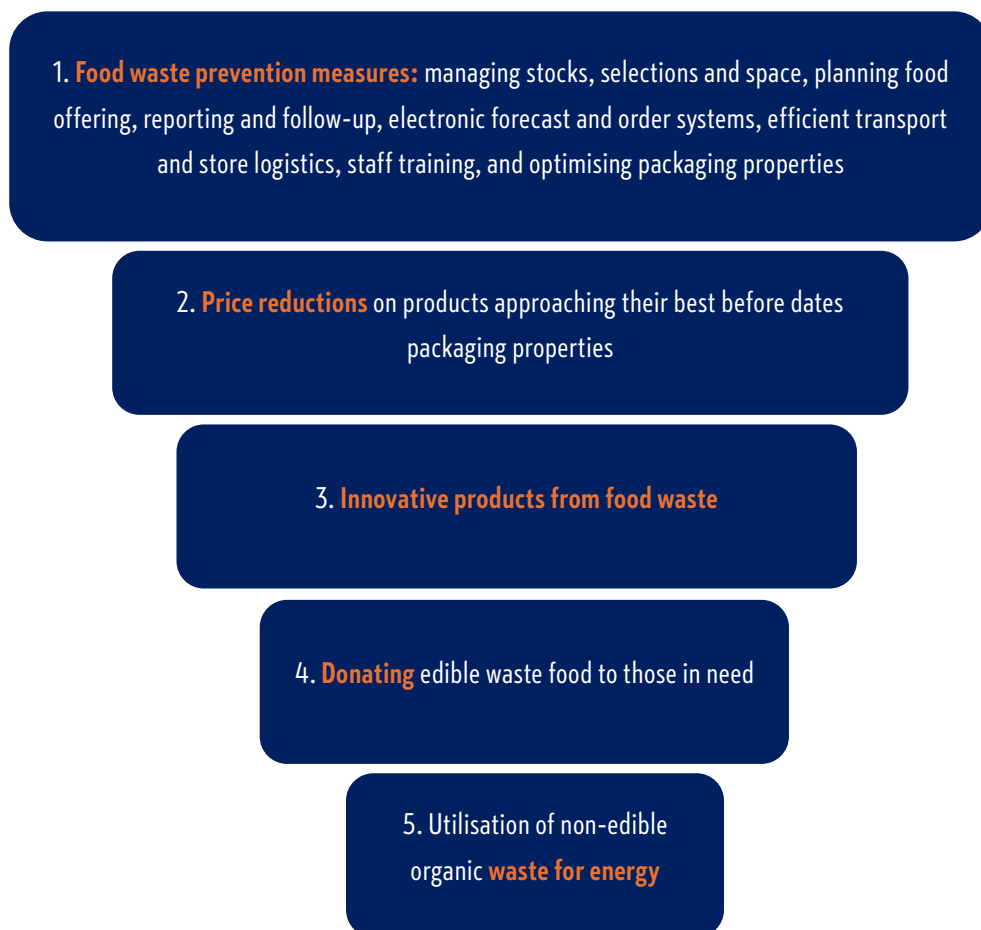 1. Food waste prevention measures: managing stocks, selections and space, planning food
offering, reporting and follow-up, electronic forecast and order systems, efficient transport
and store logistics, staff training, and optimising packaging properties
2. Price reductions on products approaching their best before dates
packaging properties
3. Innovative products from food waste
4. Donating edible waste food to those in need
5. Utilisation of non-edible
organic waste for energy